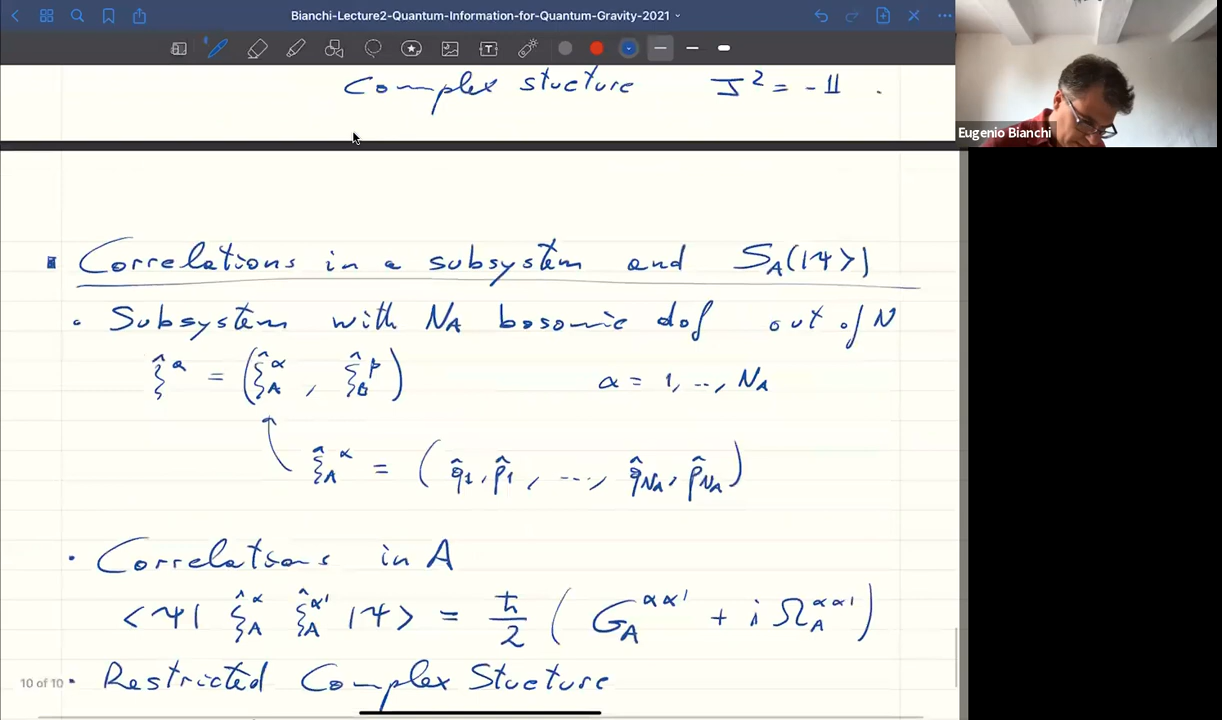 Bianchi-Lecture2-Quantum-Information-for-Quantum-Gravity-2021
Complex stucture J² = - 𝟙 .
Eugenio Bianchi
Correlations in a subsystem and S_A(|ψ>)
• Subsystem with N_A bosonic dof out of N
ξ̂^a = (ξ̂_A^α , ξ̂_B^β) α = 1, .., N_A
ξ̂_A^α = (q̂_1, p̂_1, ..., q̂_{N_A}, p̂_{N_A})
• Correlations in A
<ψ| ξ̂_A^α ξ̂_A^α' |ψ> = ħ/2 (G_A^{αα'} + i Ω_A^{αα'})
• Restricted Complex Stucture
10 of 10